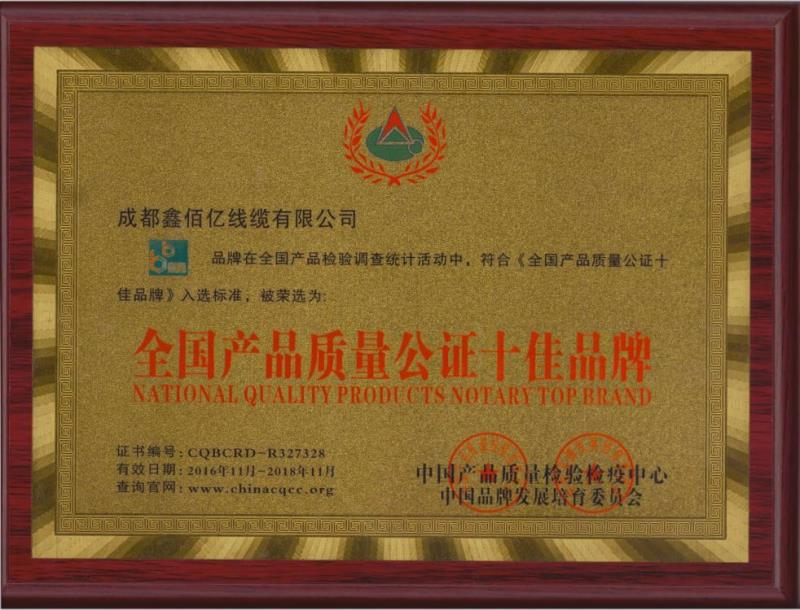 成都鑫佰亿线缆有限公司
品牌在全国产品检验调查统计活动中，符合《全国产品质量公证十
佳品牌》入选标准，被荣选为:
全国产品质量公证十佳品牌
NATIONAL QUALITY PRODUCTS NOTARY TOP BRAND
证书编号: CQBCRD-R327328
有效日期: 2016年11月-2018年11月
查询官网: www.chinacqcc.org
中国产品质量检验检疫中心
中国品牌发展培育委员会